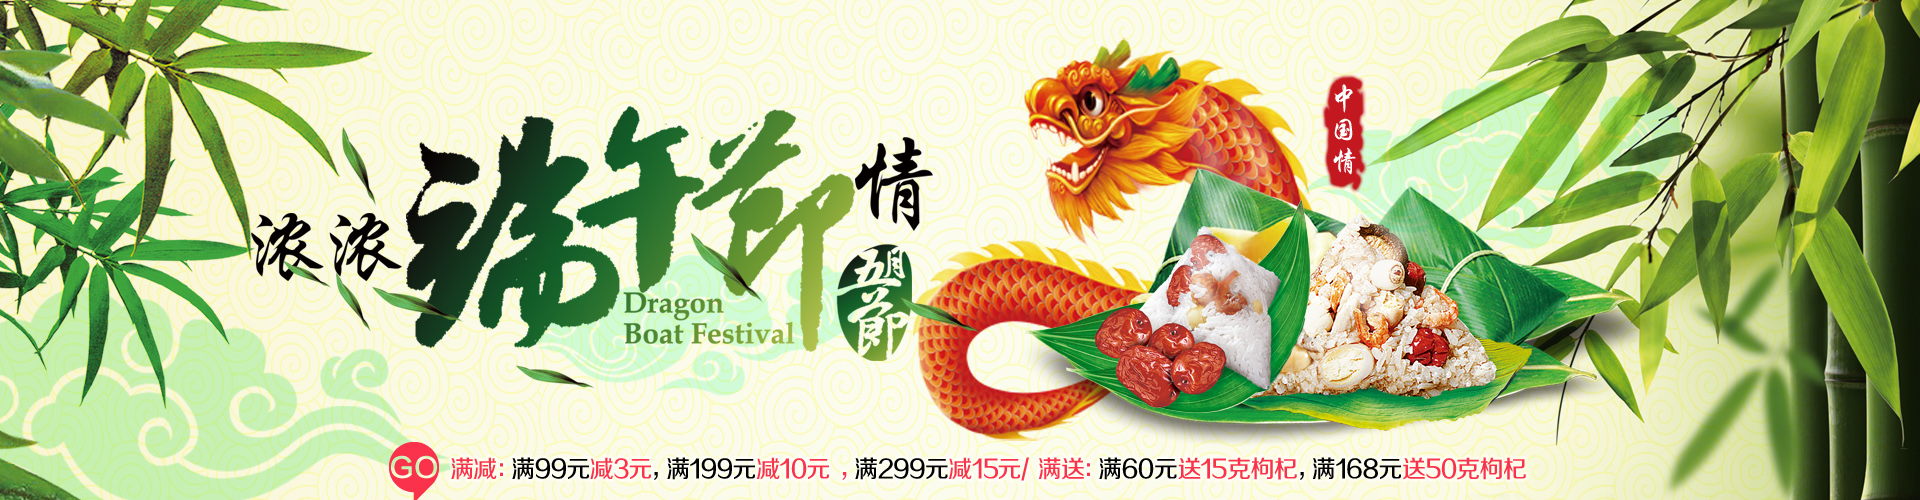 浓浓端午节情
Dragon
Boat Festival
五月
节
中国情
GO 满减: 满99元减3元, 满199元减10元 , 满299元减15元/ 满送: 满60元送15克枸杞, 满168元送50克枸杞